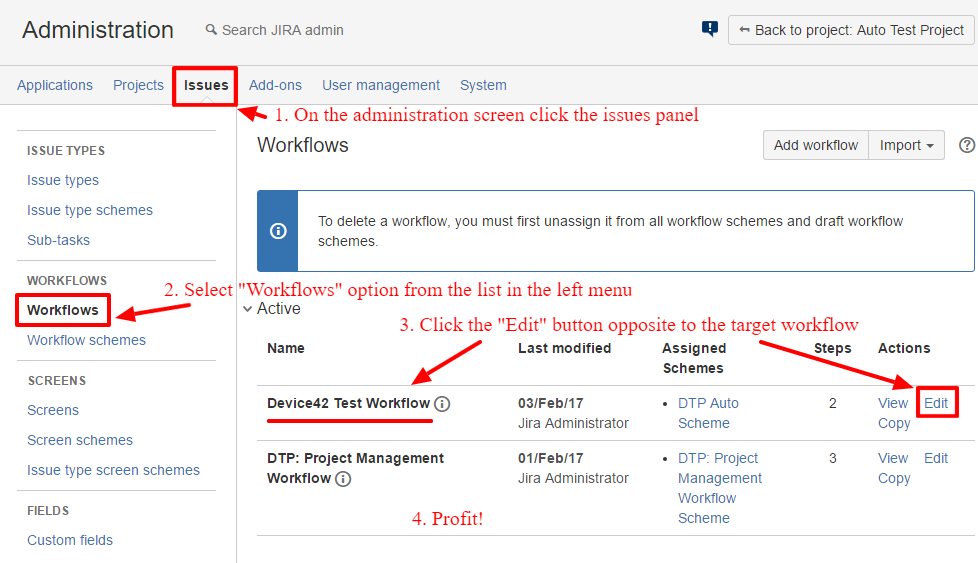 Administration
Search JIRA admin
Back to project: Auto Test Project
Applications Projects Issues Add-ons User management System
1. On the administration screen click the issues panel
ISSUE TYPES
Issue types
Issue type schemes
Sub-tasks
WORKFLOWS
Workflows
Workflow schemes
SCREENS
Screens
Screen schemes
Issue type screen schemes
FIELDS
Custom fields
Workflows
Add workflow Import
To delete a workflow, you must first unassign it from all workflow schemes and draft workflow
schemes.
2. Select "Workflows" option from the list in the left menu
Active
3. Click the "Edit" button opposite to the target workflow
Name Last modified Assigned Steps Actions
Schemes
Device42 Test Workflow 03/Feb/17 • DTP Auto 2 View Edit
Jira Administrator Scheme Copy
DTP: Project Management 01/Feb/17 • DTP: Project 3 View Edit
Workflow Jira Administrator Management Copy
Workflow
Scheme
4. Profit!